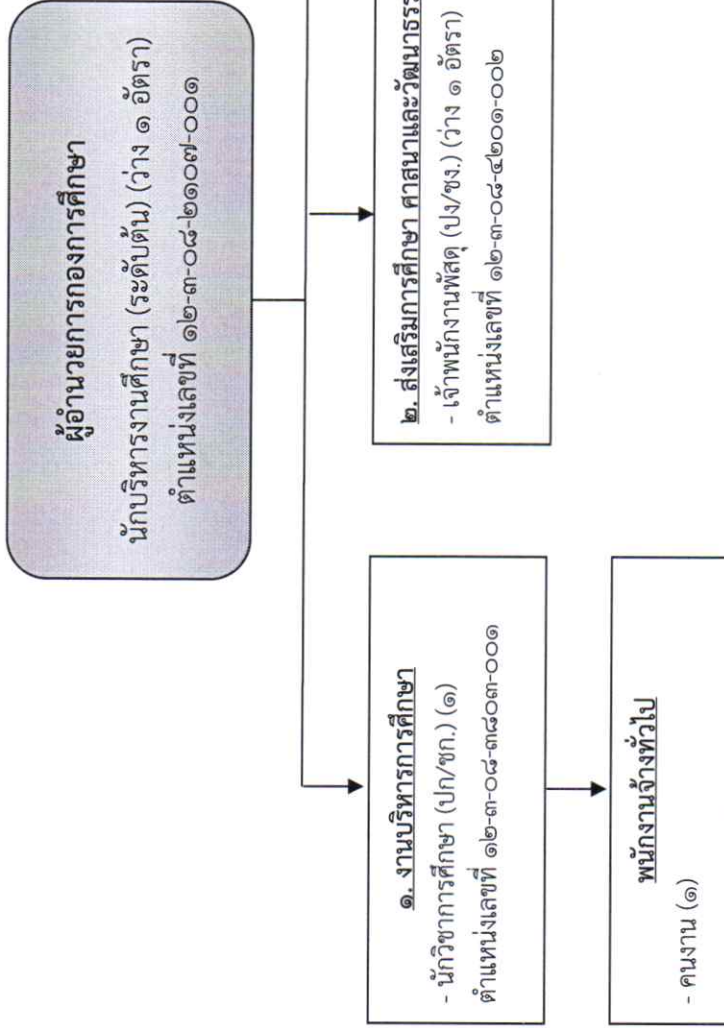 ผู้อำนวยการกองการศึกษา
นักบริหารงานศึกษา (ระดับต้น) (ว่าง ๑ อัตรา)
ตำแหน่งเลขที่ ๑๒-๓-๐๘-๒๑๐๗-๐๐๑
๑. งานบริหารการศึกษา
- นักวิชาการศึกษา (ปก/ชก.) (๑)
ตำแหน่งเลขที่ ๑๒-๓-๐๘-๓๘๐๓-๐๐๑
พนักงานจ้างทั่วไป
- คนงาน (๑)
๒. ส่งเสริมการศึกษา ศาสนาและวัฒนาธรร
- เจ้าพนักงานพัสดุ (ปง/ชง.) (ว่าง ๑ อัตรา)
ตำแหน่งเลขที่ ๑๒-๓-๐๘-๔๒๐๑-๐๐๒